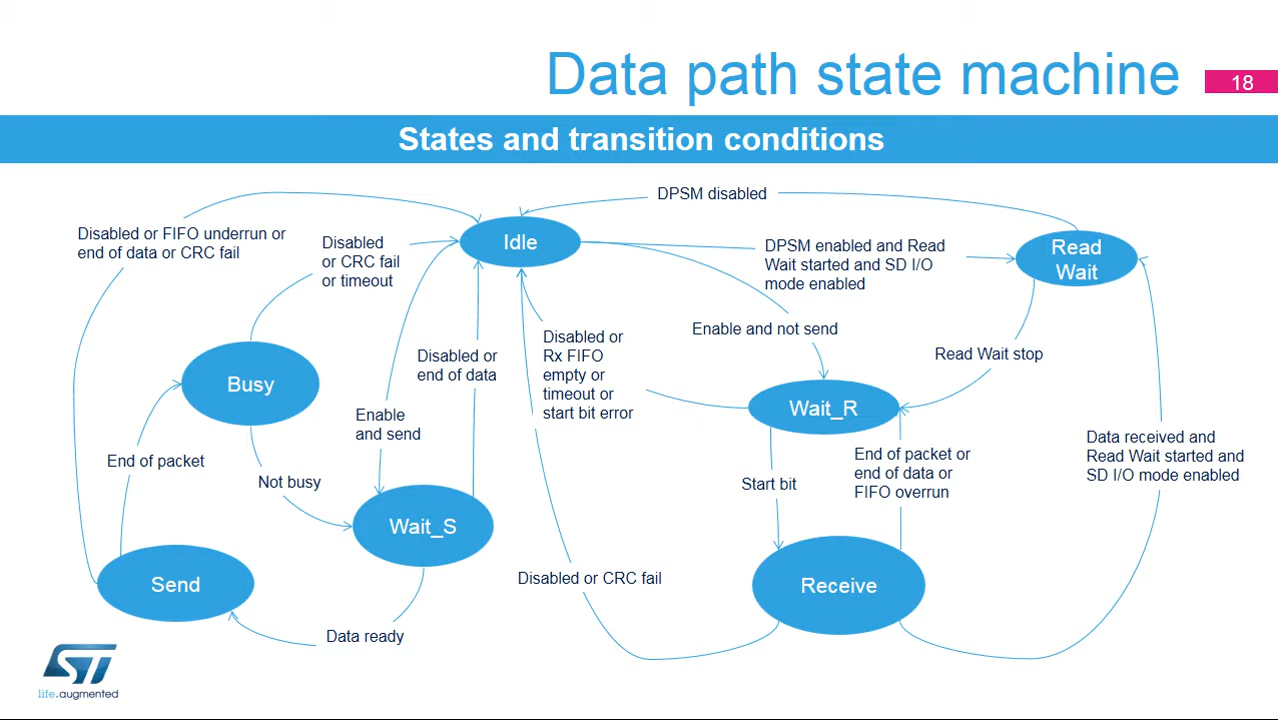 Data path state machine
18
States and transition conditions
DPSM disabled
Disabled or FIFO underrun or
end of data or CRC fail
Disabled
or CRC fail
or timeout
Idle
DPSM enabled and Read
Wait started and SD I/O
mode enabled
Read
Wait
Enable and not send
Disabled or
Rx FIFO
empty or
timeout or
start bit error
Disabled or
end of data
Read Wait stop
Busy
Wait_R
Enable
and send
End of packet
Not busy
Start bit
End of packet or
end of data or
FIFO overrun
Data received and
Read Wait started and
SD I/O mode enabled
Wait_S
Send
Disabled or CRC fail
Receive
Data ready
ST
life.augmented